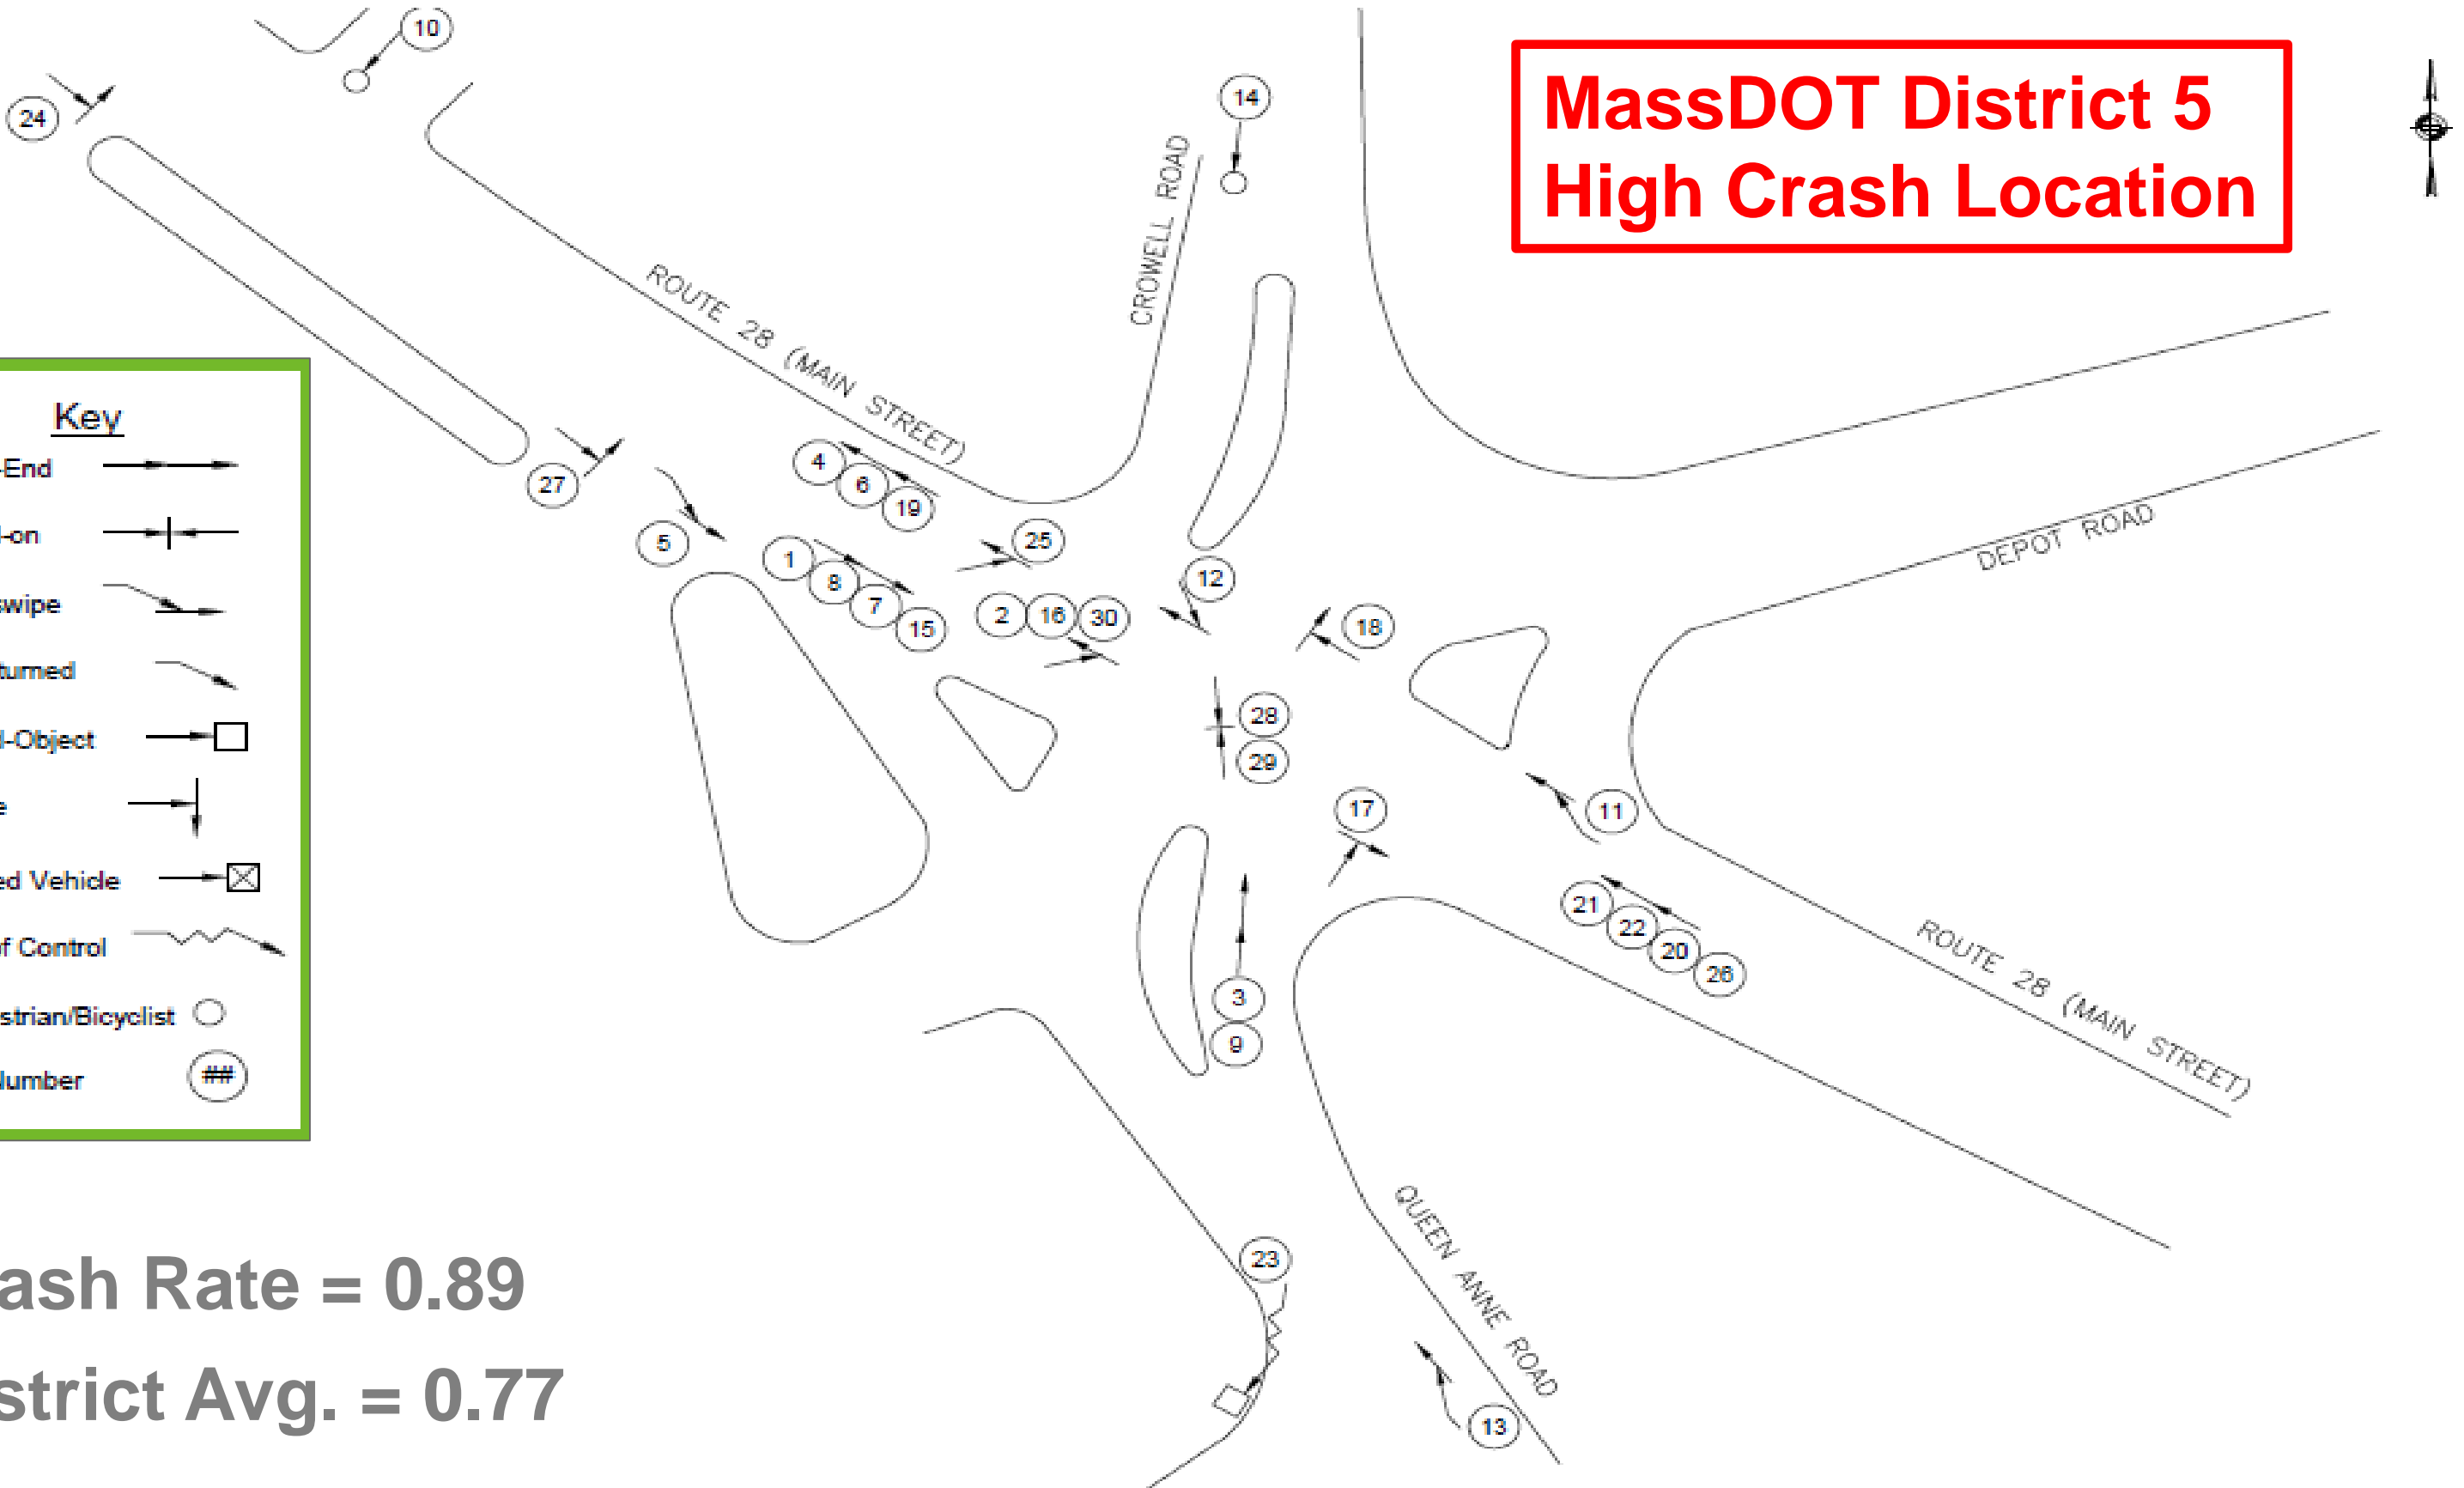 MassDOT District 5
High Crash Location
10
24
14
CROWELL ROAD
ROUTE 28 (MAIN STREET)
DEPOT ROAD
4
6
19
27
5
1
8
7
15
25
2
16
30
12
18
28
29
17
11
21
22
20
26
3
9
ROUTE 28 (MAIN STREET)
QUEEN ANNE ROAD
23
13
Key
-End
-on
swipe
turned
d-Object
e
ed Vehicle
of Control
strian/Bicyclist
Number
##
ash Rate = 0.89
strict Avg. = 0.77